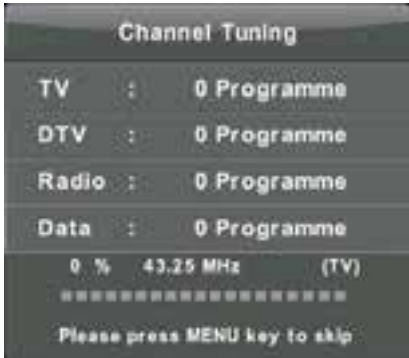 Channel Tuning
TV : 0 Programme
DTV : 0 Programme
Radio : 0 Programme
Data : 0 Programme
0 % 43.25 MHz (TV)
Please press MENU key to skip